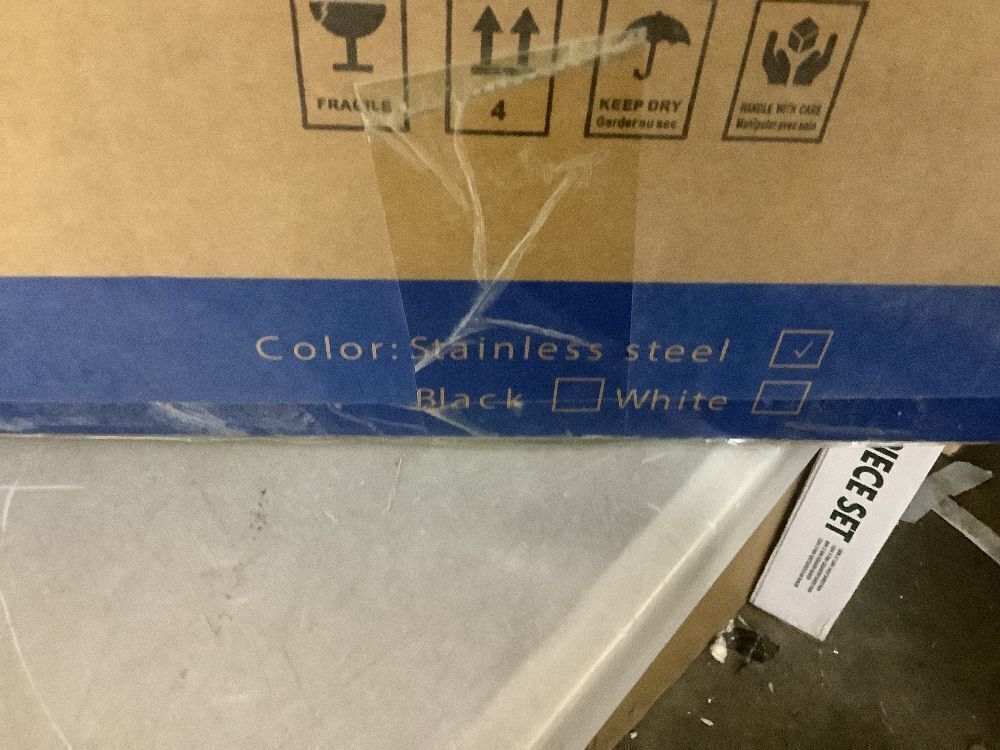 FRAGILE
4
KEEP DRY
Garder au sec
HANDLE WITH CARE
Manipuler avec soin
Color:Stainless steel
Black White
IECE SET